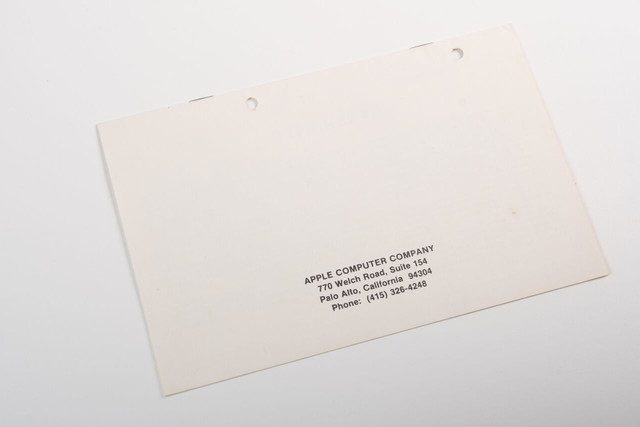 APPLE COMPUTER COMPANY
770 Welch Road, Suite 154
Palo Alto, California 94304
Phone: (415) 326-4248